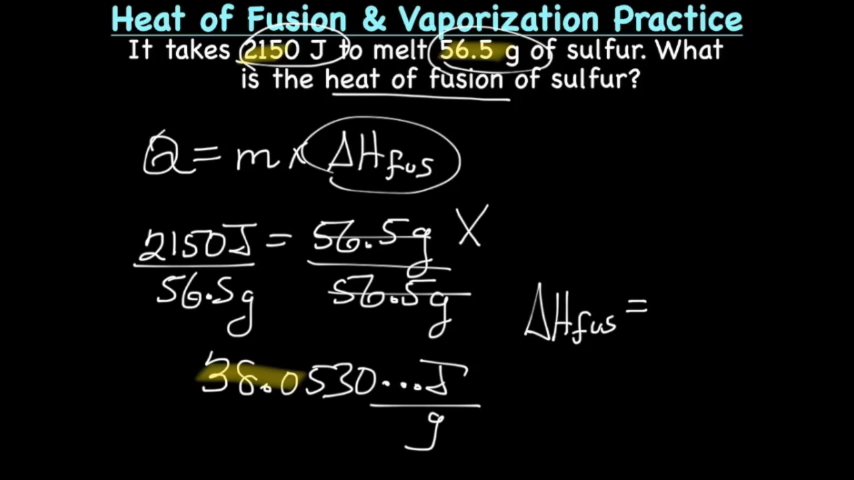 Heat of Fusion & Vaporization Practice
It takes 2150 J to melt 56.5 g of sulfur. What
is the heat of fusion of sulfur?
Q = m x ΔHfus
2150J = 56.5g X
56.5g 56.5g
ΔHfus =
38.0530...J
g